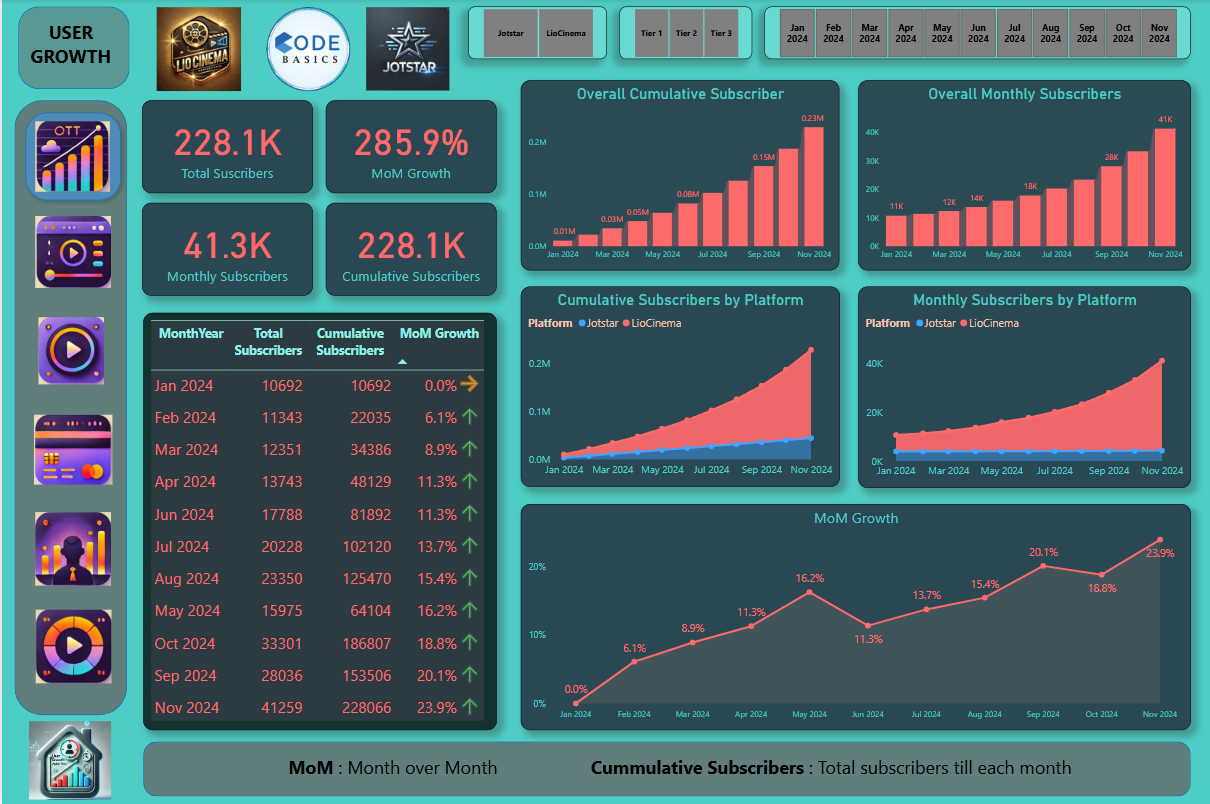 USER
GROWTH
LIOCINEMA
CODE
BASICS
JOTSTAR
Jotstar LioCinema
Tier 1 Tier 2 Tier 3
Jan 2024 Feb 2024 Mar 2024 Apr 2024 May 2024 Jun 2024 Jul 2024 Aug 2024 Sep 2024 Oct 2024 Nov 2024
OTT
228.1K
Total Suscribers
285.9%
MoM Growth
41.3K
Monthly Subscribers
228.1K
Cumulative Subscribers
MonthYear Total Subscribers Cumulative Subscribers MoM Growth
Jan 2024 10692 10692 0.0%
Feb 2024 11343 22035 6.1%
Mar 2024 12351 34386 8.9%
Apr 2024 13743 48129 11.3%
Jun 2024 17788 81892 11.3%
Jul 2024 20228 102120 13.7%
Aug 2024 23350 125470 15.4%
May 2024 15975 64104 16.2%
Oct 2024 33301 186807 18.8%
Sep 2024 28036 153506 20.1%
Nov 2024 41259 228066 23.9%
Overall Cumulative Subscriber
0.2M
0.1M
0.0M
0.01M 0.03M 0.05M 0.08M 0.15M 0.23M
Jan 2024 Mar 2024 May 2024 Jul 2024 Sep 2024 Nov 2024
Overall Monthly Subscribers
40K
30K
20K
10K
0K
11K 12K 14K 18K 28K 41K
Jan 2024 Mar 2024 May 2024 Jul 2024 Sep 2024 Nov 2024
Cumulative Subscribers by Platform
Platform Jotstar LioCinema
0.2M
0.1M
0.0M
Jan 2024 Mar 2024 May 2024 Jul 2024 Sep 2024 Nov 2024
Monthly Subscribers by Platform
Platform Jotstar LioCinema
40K
20K
0K
Jan 2024 Mar 2024 May 2024 Jul 2024 Sep 2024 Nov 2024
MoM Growth
20%
10%
0%
0.0% 6.1% 8.9% 11.3% 16.2% 11.3% 13.7% 15.4% 20.1% 18.8% 23.9%
Jan 2024 Feb 2024 Mar 2024 Apr 2024 May 2024 Jun 2024 Jul 2024 Aug 2024 Sep 2024 Oct 2024 Nov 2024
MoM : Month over Month
Cummulative Subscribers : Total subscribers till each month